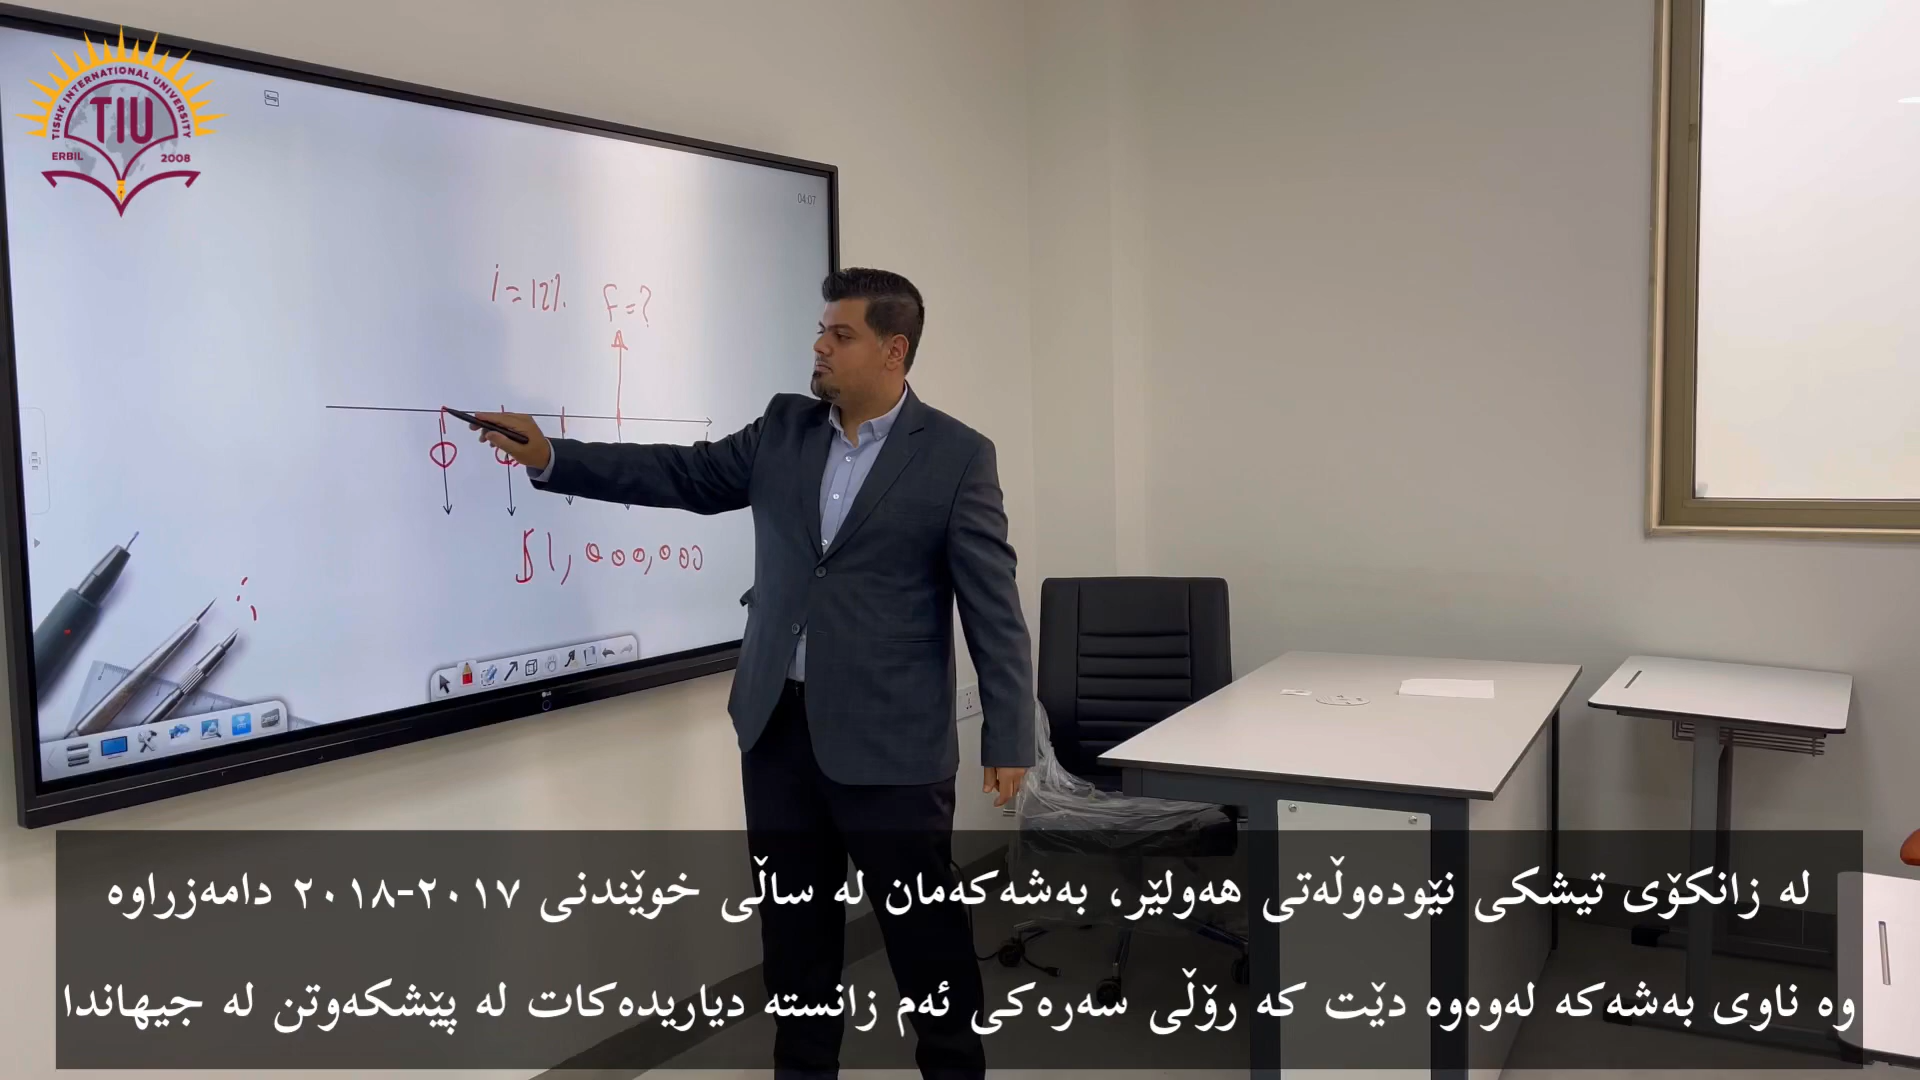 TISHK INTERNATIONAL UNIVERSITY
TIU
ERBIL 2008
04:07
i = 12%
F = ?
$1,000,000
لە زانکۆی تیشکی نێودەوڵەتی هەولێر، بەشەکەمان لە ساڵی خوێندنی ٢٠١٧-٢٠١٨ دامەزراوە
وە ناوی بەشەکە لەوەوە دێت کە رۆڵی سەرەکی ئەم زانستە دیاریدەکات لە پێشکەوتن لە جیهاندا